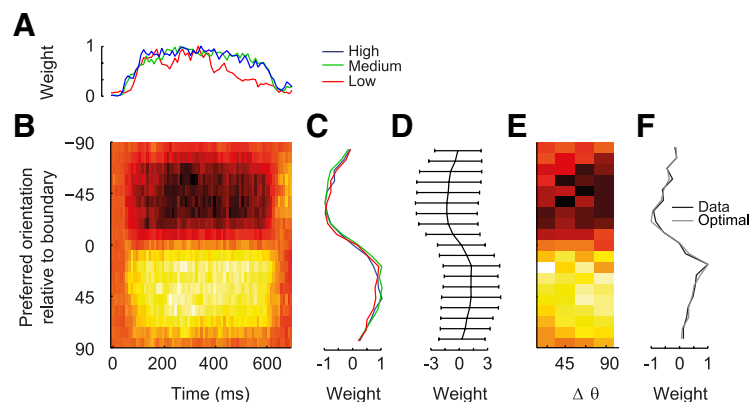 A
Weight
1
0
High
Medium
Low
B
C
D
E
F
Preferred orientation
relative to boundary
−90
−45
0
45
90
0
200
400
600
Time (ms)
-1
0
1
Weight
-3
0
3
Weight
45
90
Δ θ
Data
Optimal
-1
0
1
Weight